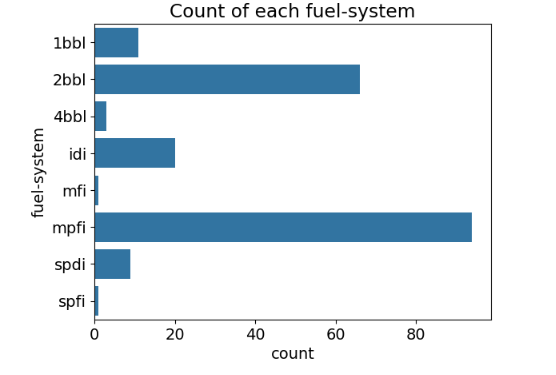 Count of each fuel-system
1bbl
2bbl
4bbl
idi
mfi
mpfi
spdi
spfi
fuel-system
0 20 40 60 80
count